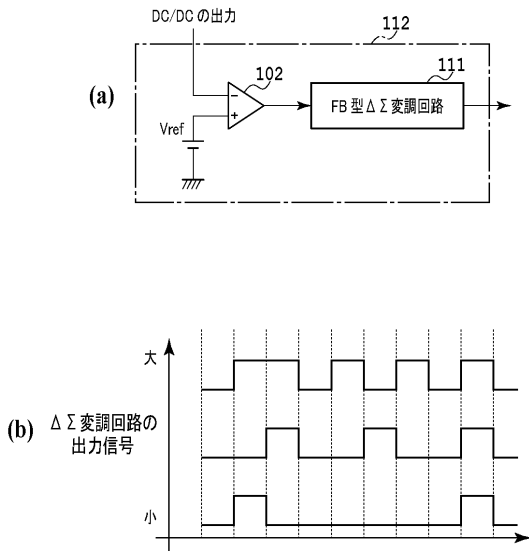 DC/DCの出力
112
(a)
102
111
FB型ΔΣ変調回路
Vref
−
+
大
(b)
ΔΣ変調回路の
出力信号
小